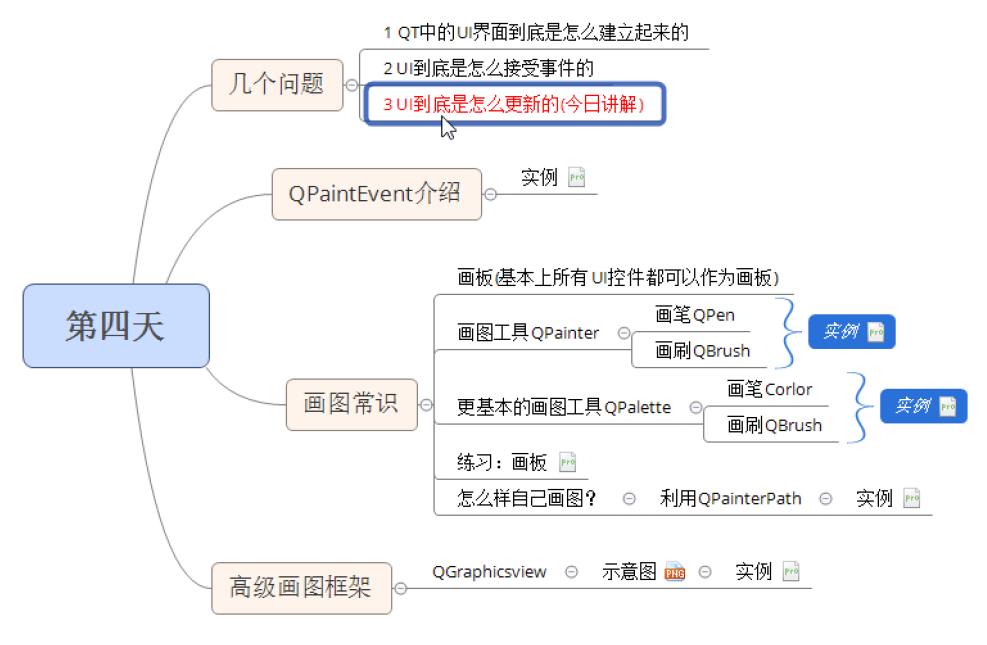 1 QT中的UI界面到底是怎么建立起来的
几个问题
2 UI到底是怎么接受事件的
3 UI到底是怎么更新的(今日讲解)
QPaintEvent介绍
实例
Pro
第四天
画图常识
画板(基本上所有UI控件都可以作为画板)
画图工具QPainter
画笔QPen
画刷QBrush
实例
Pro
更基本的画图工具QPalette
画笔Corlor
画刷QBrush
实例
Pro
练习：画板
Pro
怎么样自己画图？
利用QPainterPath
实例
Pro
高级画图框架
QGraphicsview
示意图
PNG
实例
Pro